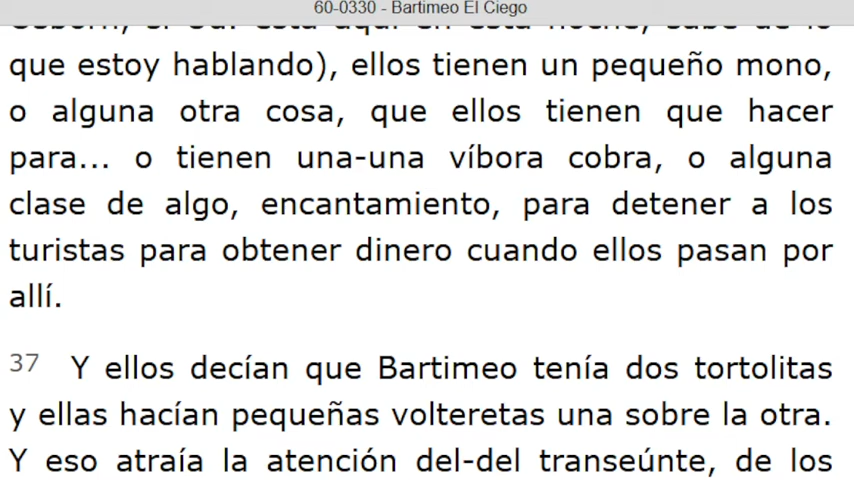 60-0330 - Bartimeo El Ciego
que estoy hablando), ellos tienen un pequeño mono,
o alguna otra cosa, que ellos tienen que hacer
para... o tienen una-una víbora cobra, o alguna
clase de algo, encantamiento, para detener a los
turistas para obtener dinero cuando ellos pasan por
allí.
37 Y ellos decían que Bartimeo tenía dos tortolitas
y ellas hacían pequeñas volteretas una sobre la otra.
Y eso atraía la atención del-del transeúnte, de los